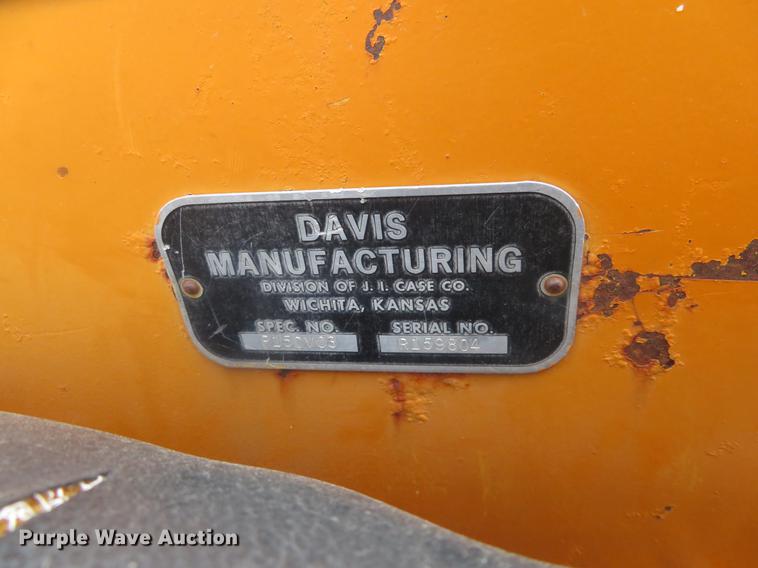 DAVIS
MANUFACTURING
DIVISION OF J. I. CASE CO.
WICHITA, KANSAS
SPEC. NO. SERIAL NO.
R159804
Purple Wave Auction